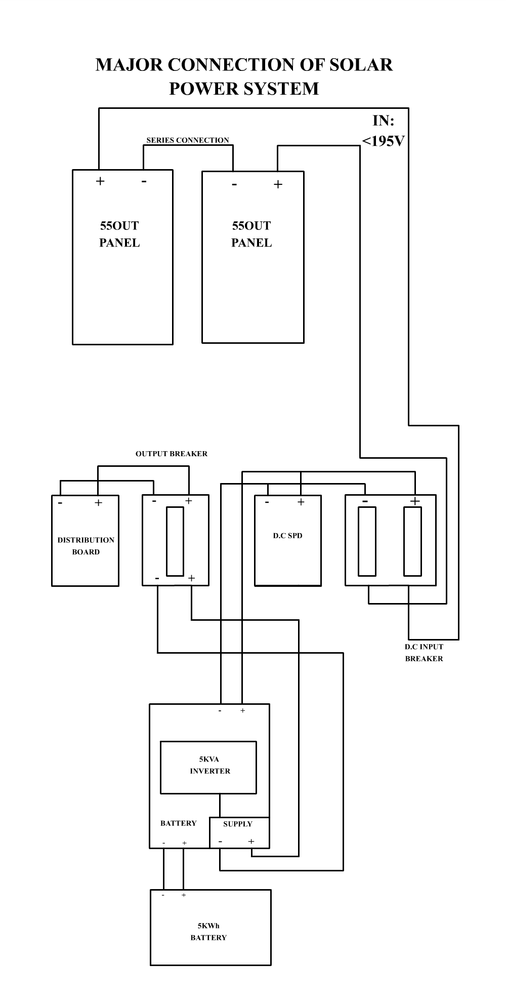 MAJOR CONNECTION OF SOLAR
POWER SYSTEM
IN:
<195V
SERIES CONNECTION
+ -
- +
55OUT
PANEL
55OUT
PANEL
OUTPUT BREAKER
- +
- +
- +
- +
DISTRIBUTION
BOARD
D.C SPD
- +
D.C INPUT
BREAKER
- +
5KVA
INVERTER
BATTERY
SUPPLY
- +
- +
- +
5KWh
BATTERY